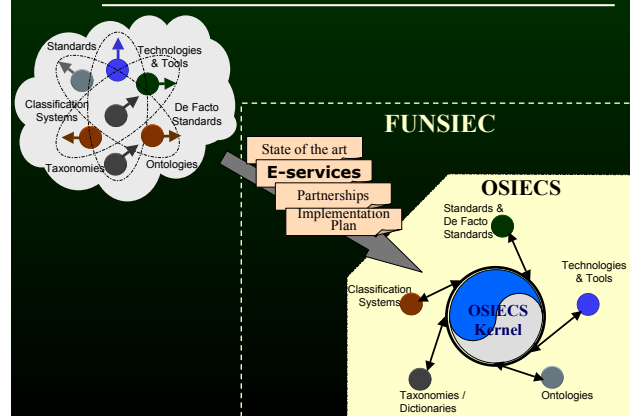 Standards
Technologies
& Tools
Classification
Systems
De Facto
Standards
Taxonomies
Ontologies
FUNSIEC
State of the art
E-services
Partnerships
Implementation
Plan
OSIECS
Standards &
De Facto
Standards
Technologies
& Tools
Classification
Systems
OSIECS
Kernel
Taxonomies /
Dictionaries
Ontologies